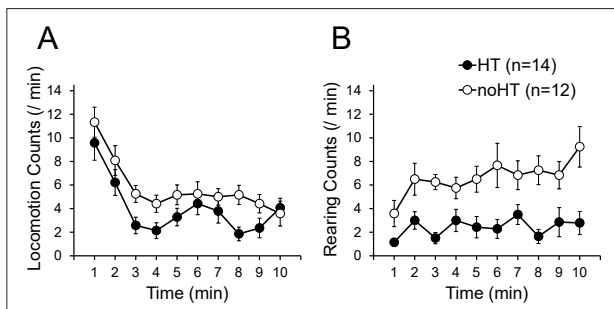 A
Locomotion Counts (/ min)
14
12
10
8
6
4
2
0
1 2 3 4 5 6 7 8 9 10
Time (min)
B
HT (n=14)
noHT (n=12)
Rearing Counts (/ min)
14
12
10
8
6
4
2
0
1 2 3 4 5 6 7 8 9 10
Time (min)